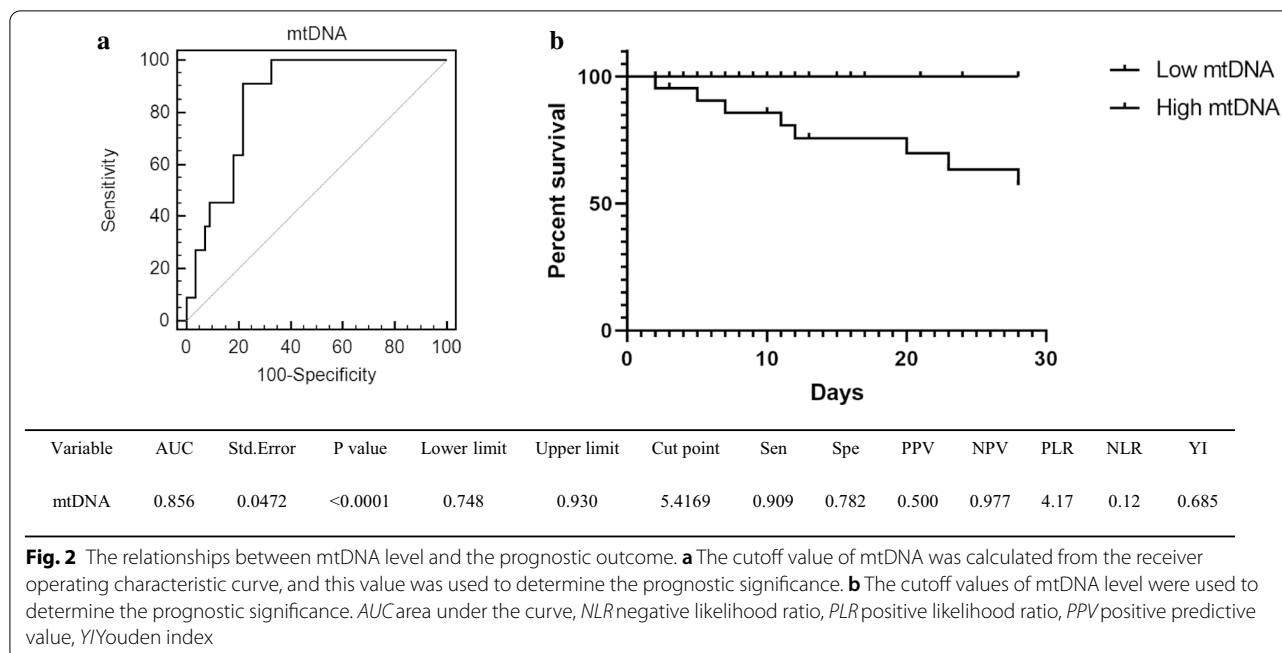 a
mtDNA
100
80
60
40
20
0
Sensitivity
0 20 40 60 80 100
100-Specificity
b
100
50
0
Percent survival
0 10 20 30
Days
Low mtDNA
High mtDNA
Variable AUC Std.Error P value Lower limit Upper limit Cut point Sen Spe PPV NPV PLR NLR YI
mtDNA 0.856 0.0472 <0.0001 0.748 0.930 5.4169 0.909 0.782 0.500 0.977 4.17 0.12 0.685
Fig. 2 The relationships between mtDNA level and the prognostic outcome. a The cutoff value of mtDNA was calculated from the receiver
operating characteristic curve, and this value was used to determine the prognostic significance. b The cutoff values of mtDNA level were used to
determine the prognostic significance. AUC area under the curve, NLR negative likelihood ratio, PLR positive likelihood ratio, PPV positive predictive
value, YIYouden index